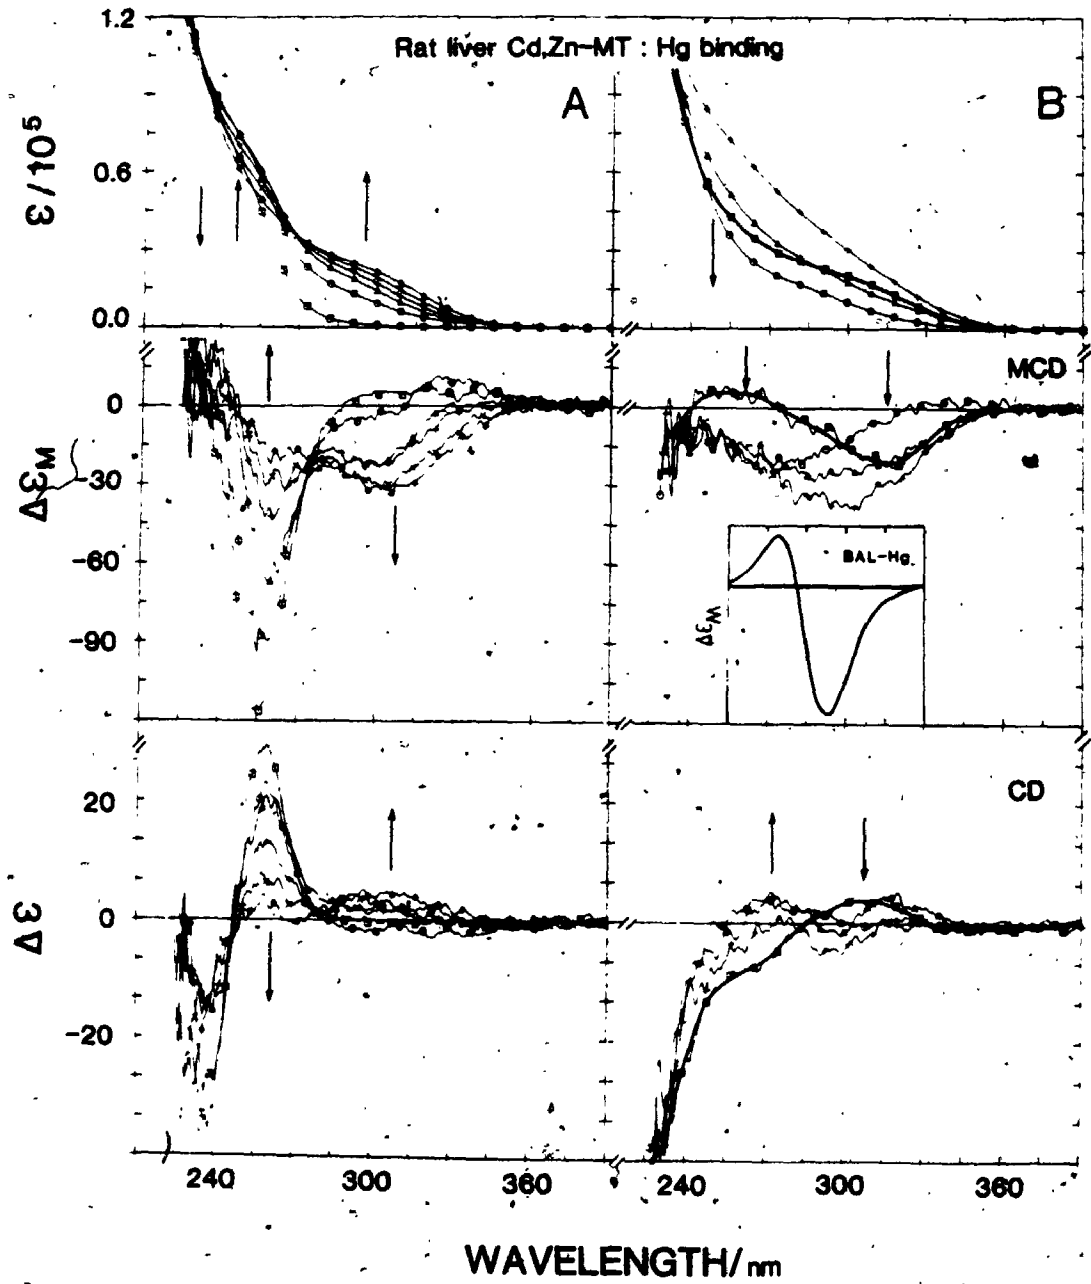 Rat liver Cd,Zn-MT : Hg binding
A
B
ε/10⁵
1.2
0.6
0.0
MCD
ΔεM
0
-30
-60
-90
BAL-Hg
ΔεM
CD
Δε
20
0
-20
240 300 360
240 300 360
WAVELENGTH/nm